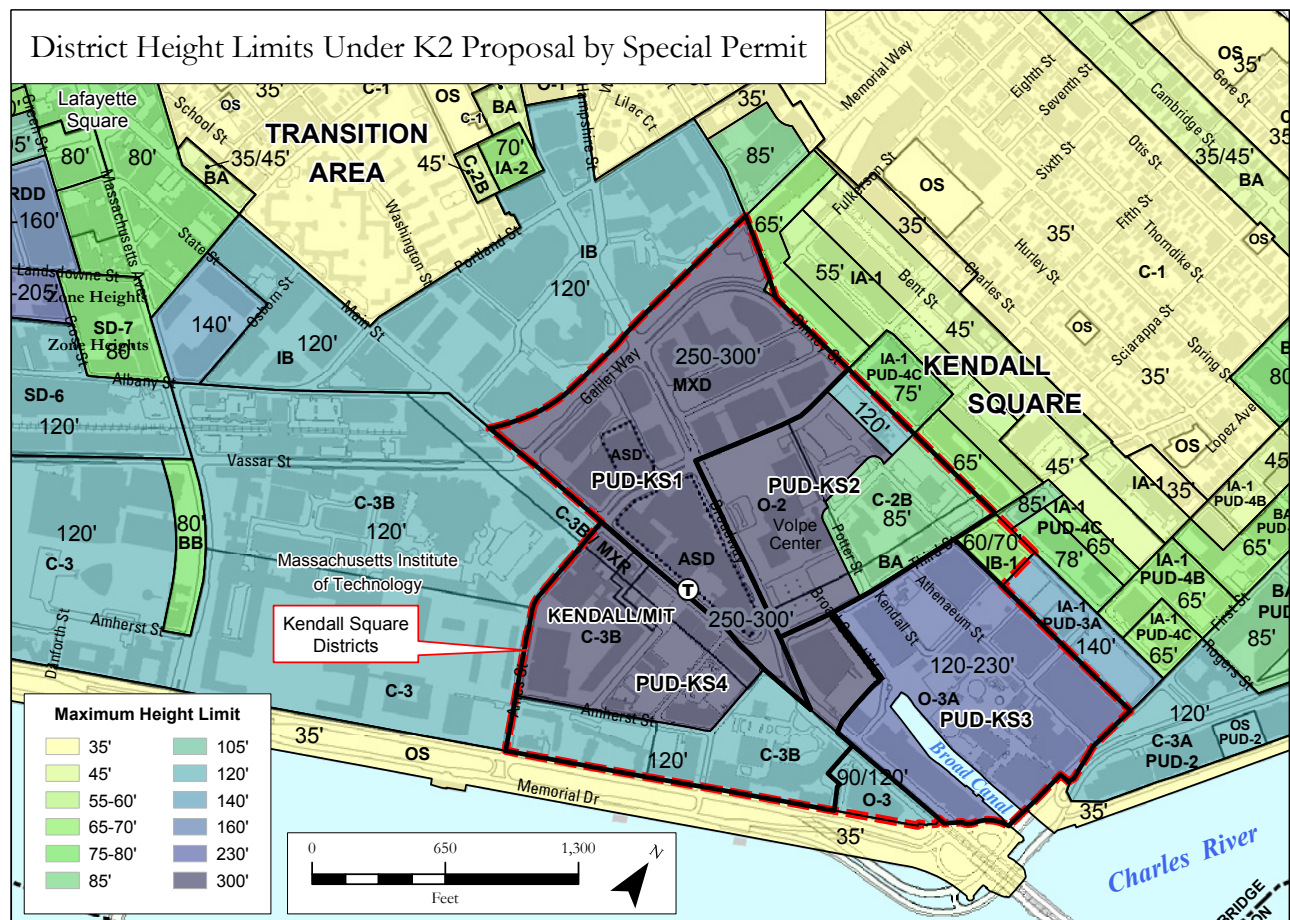 District Height Limits Under K2 Proposal by Special Permit
Lafayette
Square
Green St
School St
OS
35'
C-1
OS
BA
C-1
O-1
Hampshire St
Lilac Ct
35'
Memorial Way
Eighth St
Seventh St
OS
35'
Gore St
Cambridge St
35/45'
BA
TRANSITION
AREA
45'
C-2B
70'
IA-2
85'
80'
80'
35/45'
BA
Massachusetts Ave
State St
Washington St
Portland St
IB
120'
65'
Fulkerson St
OS
Sixth St
Otis St
Fifth St
Thorndike St
OS
35'
35'
Hurley St
C-1
Charles St
55'
IA-1
Bent St
45'
OS
Sciarappa St
Spring St
35'
Landsdowne St
Zone Heights
SD-7
Zone Heights
80'
140'
Osborn St
Main St
120'
IB
Albany St
SD-6
120'
Vassar St
250-300'
MXD
Galilei Way
Binney St
IA-1
PUD-4C
75'
KENDALL
SQUARE
120'
65'
45'
OS
Lopez Ave
IA-1
35'
IA-1
PUD-4B
ASD
PUD-KS1
PUD-KS2
O-2
Volpe
Center
C-2B
85'
Potter St
Broadway
BA
Third St
85'
IA-1
PUD-4C
65'
60/70'
IB-1
78'
IA-1
PUD-4B
65'
65'
120'
C-3
80'
BB
C-3B
120'
Massachusetts Institute
of Technology
C-3B
MXR
ASD
T
250-300'
KENDALL/MIT
C-3B
PUD-KS4
Kendall Square
Districts
Amherst St
Danforth St
C-3
Ames St
Amherst St
120'
C-3B
90/120'
O-3
Kendall St
Athenaeum St
120-230'
O-3A
PUD-KS3
Broad Canal
IA-1
PUD-3A
140'
IA-1
PUD-4C
65'
First St
Rogers St
85'
120'
C-3A
PUD-2
OS
PUD-2
35'
35'
OS
Memorial Dr
35'
Charles River
Maximum Height Limit
35'
45'
55-60'
65-70'
75-80'
85'
105'
120'
140'
160'
230'
300'
0
650
1,300
Feet
N